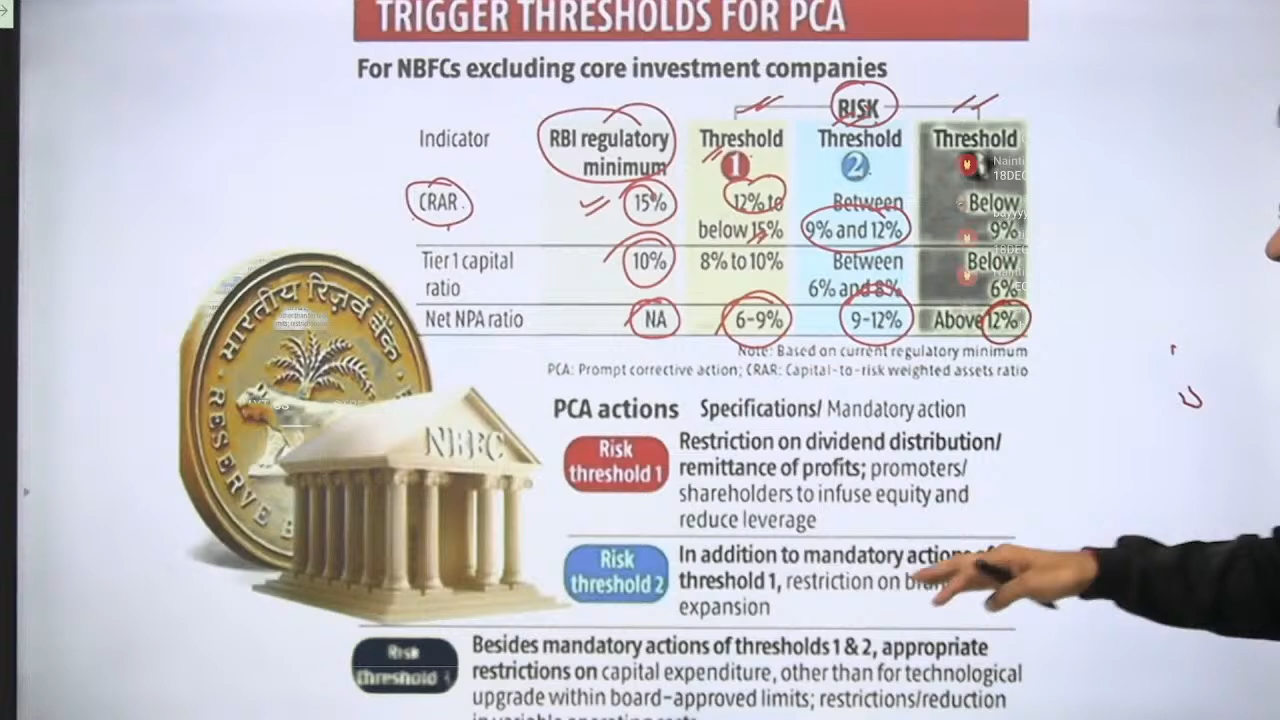 TRIGGER THRESHOLDS FOR PCA
For NBFCs excluding core investment companies
RISK
Indicator RBI regulatory minimum Threshold 1 Threshold 2 Threshold
CRAR 15% 12% to below 15% Between 9% and 12% Below 9%
Tier 1 capital ratio 10% 8% to 10% Between 6% and 8% Below 6%
Net NPA ratio NA 6-9% 9-12% Above 12%
Note: Based on current regulatory minimum
PCA: Prompt corrective action; CRAR: Capital-to-risk weighted assets ratio
भारतीय रिज़र्व बैंक
RESERVE B
NBFC
PCA actions Specifications/ Mandatory action
Risk threshold 1
Restriction on dividend distribution/
remittance of profits; promoters/
shareholders to infuse equity and
reduce leverage
Risk threshold 2
In addition to mandatory
threshold 1, restriction on
expansion
Risk threshold
Besides mandatory actions of thresholds 1 & 2, appropriate
restrictions on capital expenditure, other than for technological
upgrade within board-approved limits; restrictions/reduction
Nainti
18DEC